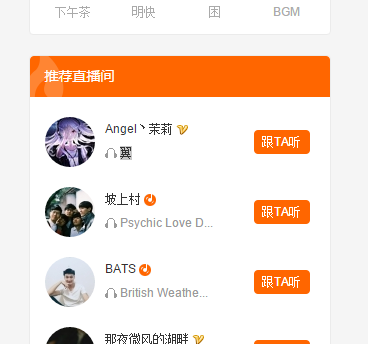 下午茶 明快 困 BGM
推荐直播间
Angel丶茉莉
翼
跟TA听
坡上村
Psychic Love D...
跟TA听
BATS
British Weathe...
跟TA听
那夜微风的湖畔